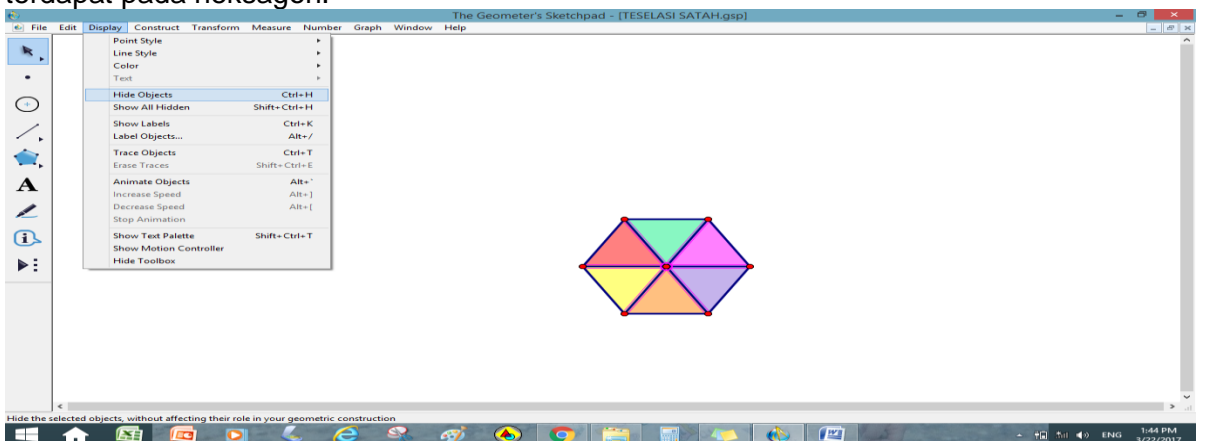 terdapat pada heksagon.
The Geometer's Sketchpad - [TESELASI SATAH.gsp]
File Edit Display Construct Transform Measure Number Graph Window Help
Point Style
Line Style
Color
Text
Hide Objects Ctrl+H
Show All Hidden Shift+Ctrl+H
Show Labels Ctrl+K
Label Objects... Alt+/
Trace Objects Ctrl+T
Erase Traces Shift+Ctrl+E
Animate Objects Alt+`
Increase Speed Alt+]
Decrease Speed Alt+[
Stop Animation
Show Text Palette Shift+Ctrl+T
Show Motion Controller
Hide Toolbox
A
Hide the selected objects, without affecting their role in your geometric construction
ENG 1:44 PM
3/22/2017